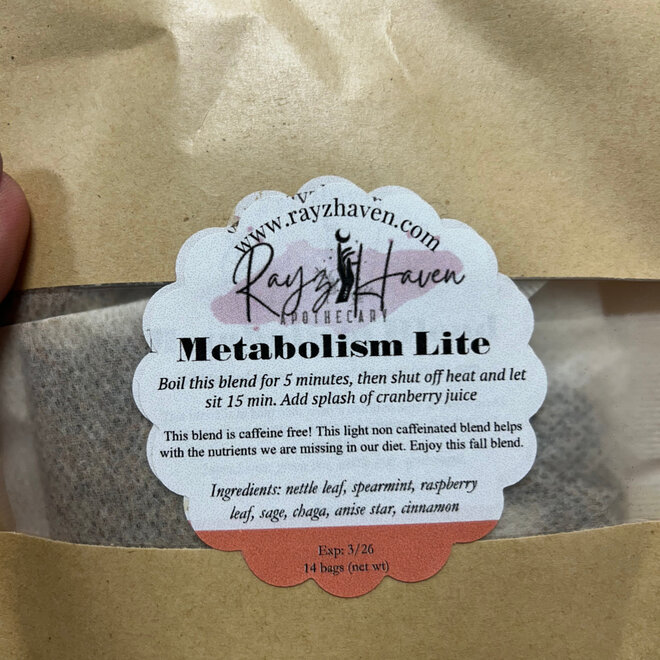 www.rayzhaven.com
Rayz Haven
APOTHECARY
Metabolism Lite
Boil this blend for 5 minutes, then shut off heat and let
sit 15 min. Add splash of cranberry juice
This blend is caffeine free! This light non caffeinated blend helps
with the nutrients we are missing in our diet. Enjoy this fall blend.
Ingredients: nettle leaf, spearmint, raspberry
leaf, sage, chaga, anise star, cinnamon
Exp: 3/26
14 bags (net wt)